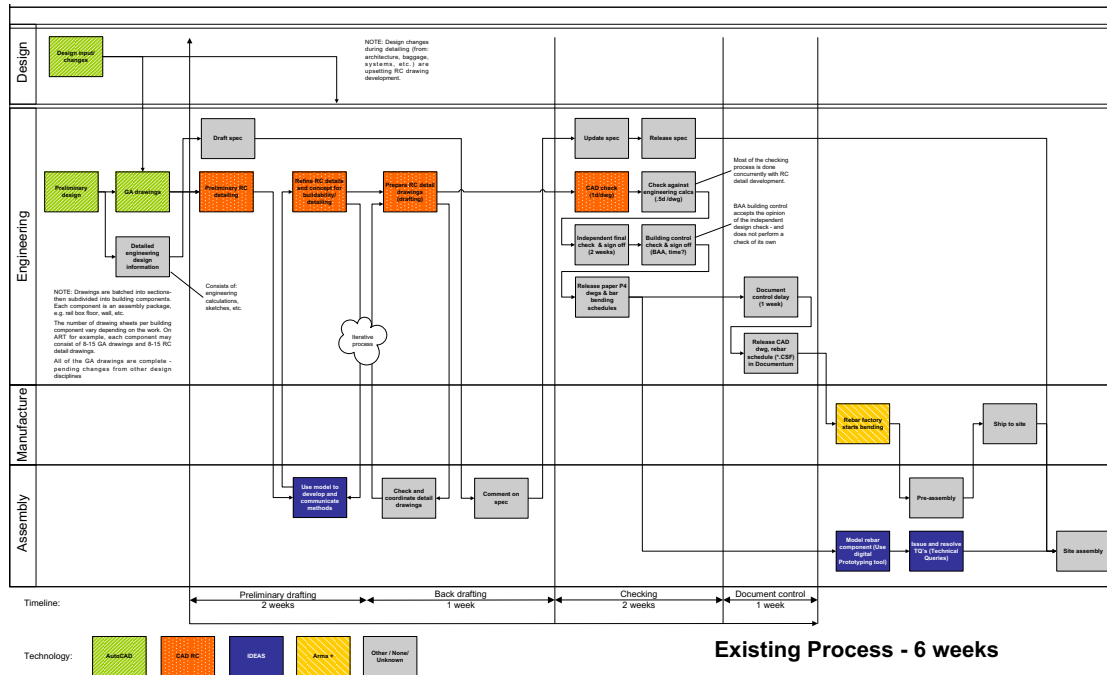 Design
Design input/
changes
NOTE: Design changes
during detailing (from:
architecture, baggage,
systems, etc.) are
upsetting RC drawing
development.
Engineering
Draft spec
Update spec
Release spec
Preliminary
design
GA drawings
Preliminary RC
detailing
Refine RC details
and concept for
buildability/
detailing
Prepare RC detail
drawings
(drafting)
CAD check
(1d/dwg)
Check against
engineering calcs
(.5d /dwg)
Most of the checking
process is done
concurrently with RC
detail development.
BAA building control
accepts the opinion
of the independent
design check - and
does not perform a
check of its own
Detailed
engineering
design
information
Independent final
check & sign off
(2 weeks)
Building control
check & sign off
(BAA, time?)
Consists of:
engineering
calculations,
sketches, etc.
Release paper P4
dwgs & bar
bending
schedules
Document
control delay
(1 week)
NOTE: Drawings are batched into sections-
then subdivided into building components.
Each component is an assembly package,
e.g. rail box floor, wall, etc.
The number of drawing sheets per building
component vary depending on the work. On
ART for example, each component may
consist of 8-15 GA drawings and 8-15 RC
detail drawings.
All of the GA drawings are complete -
pending changes from other design
disciplines
Iterative
process
Release CAD
dwg, rebar
schedule (*.CSF)
in Documentum
Manufacture
Rebar factory
starts bending
Ship to site
Assembly
Use model to
develop and
communicate
methods
Check and
coordinate detail
drawings
Comment on
spec
Pre-assembly
Model rebar
component (Use
digital
Prototyping tool)
Issue and resolve
TQ's (Technical
Queries)
Site assembly
Timeline:
Preliminary drafting
2 weeks
Back drafting
1 week
Checking
2 weeks
Document control
1 week
Technology:
AutoCAD
CAD RC
IDEAS
Arma +
Other / None/
Unknown
Existing Process - 6 weeks